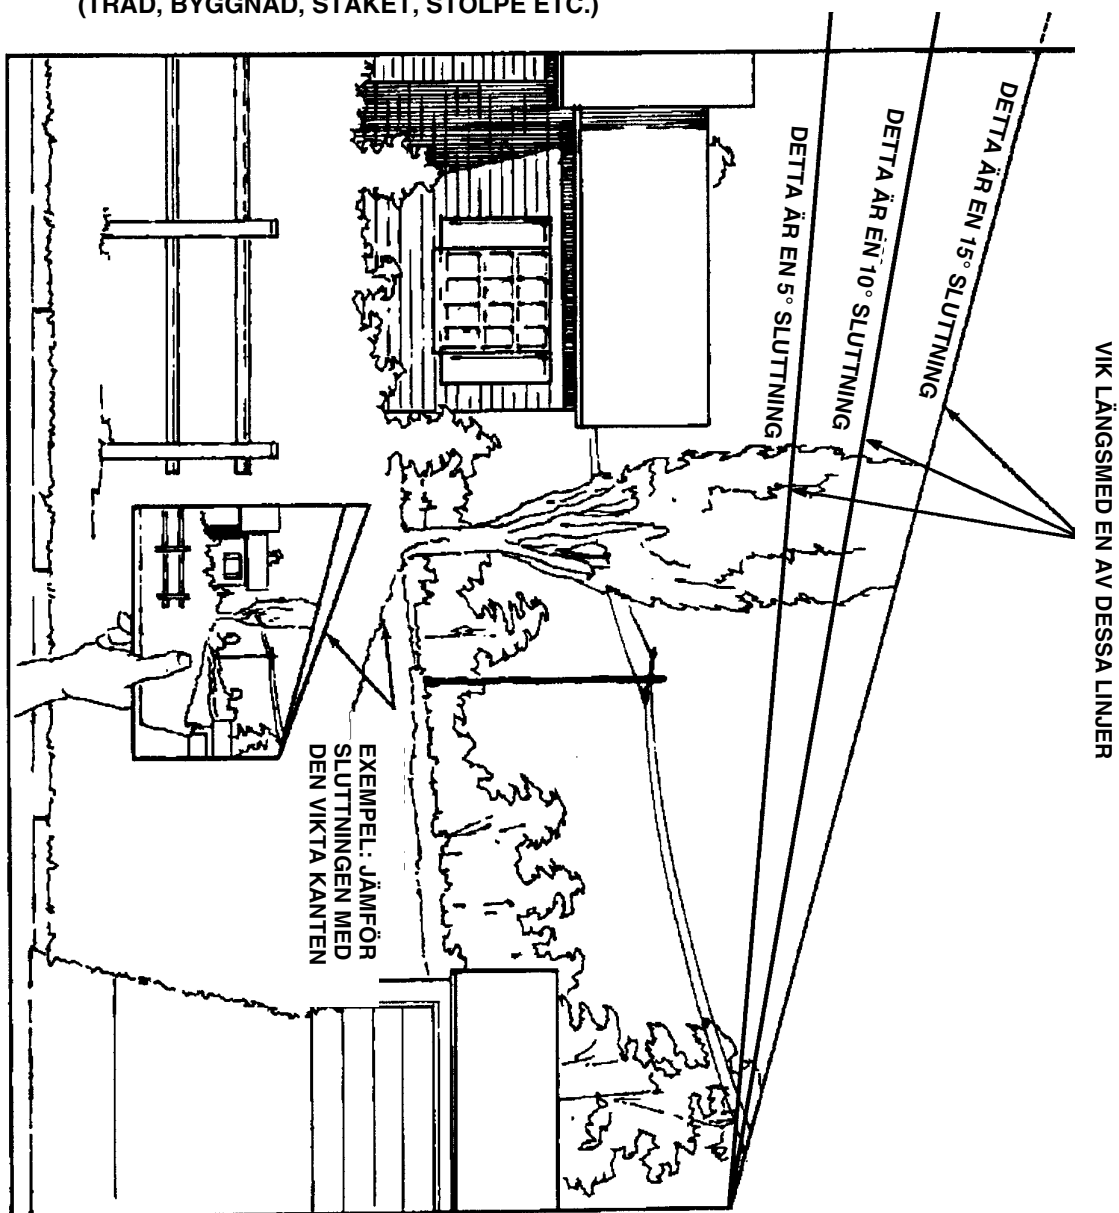 (TRÄD, BYGGNAD, STAKET, STOLPE ETC.)
VIK LÄNGSMED EN AV DESSA LINJER
DETTA ÄR EN 15° SLUTTNING
DETTA ÄR EN 10° SLUTTNING
DETTA ÄR EN 5° SLUTTNING
EXEMPEL: JÄMFÖR
SLUTTNINGEN MED
DEN VIKTA KANTEN